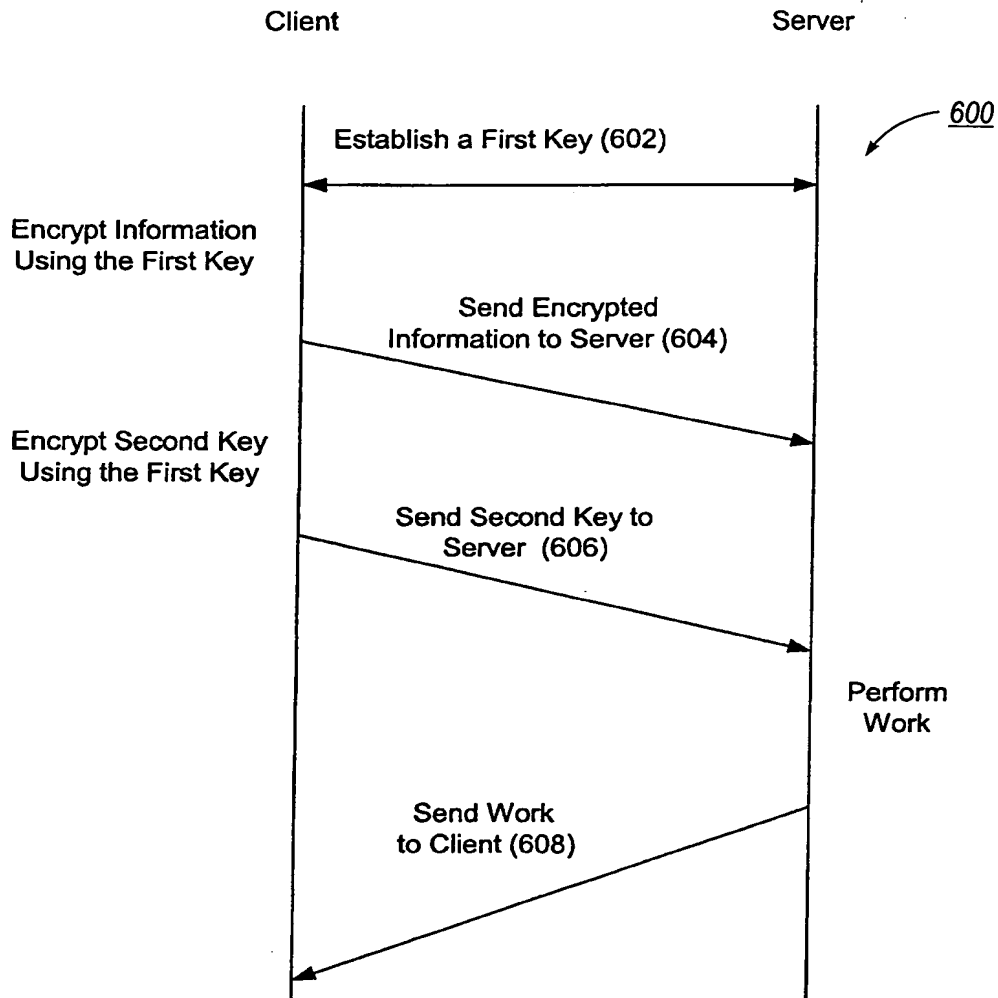 Client
Server
600
Establish a First Key (602)
Encrypt Information
Using the First Key
Send Encrypted
Information to Server (604)
Encrypt Second Key
Using the First Key
Send Second Key to
Server (606)
Perform
Work
Send Work
to Client (608)